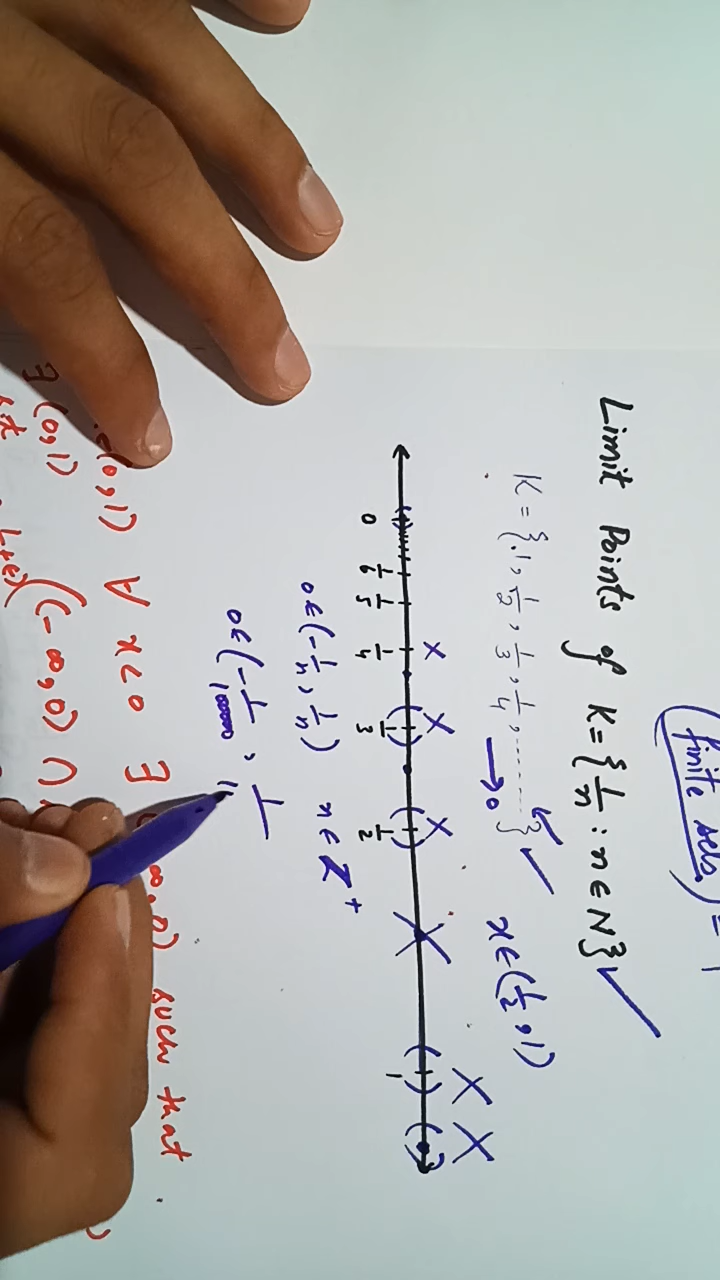 finite sets) =
Limit Points of K = {1/n : n ∈ N} ✓
K = {1, 1/2, 1/3, 1/4, ........} ✓ x ∈ (1/2, 1)
→ 0
X X X X X X
0 1/6 1/5 1/4 1/3 1/2 1
0 ∈ (-1/n, 1/n) n ∈ Z⁺
0 ∈ (-1/1000000, 1/1
(0, 1) ∀ x < 0 ∃ such that
∃ (0, 1) (-∞, 0) ∩